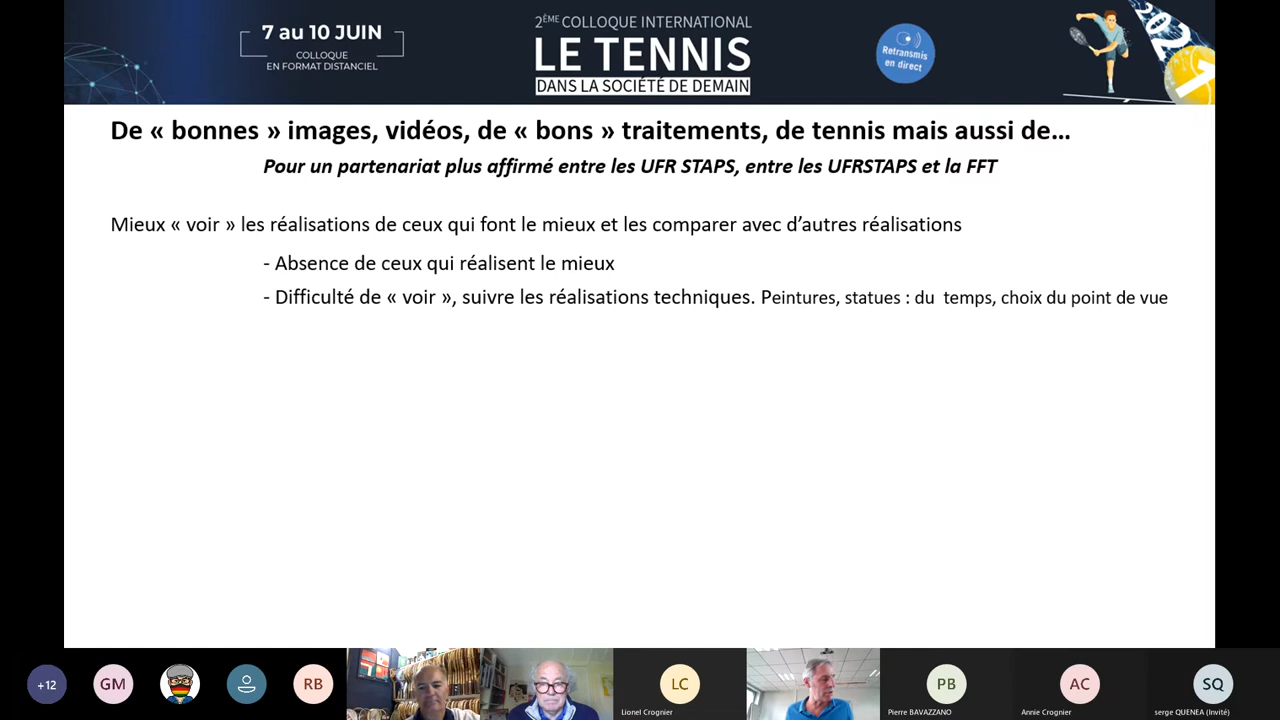 7 au 10 JUIN
COLLOQUE
EN FORMAT DISTANCIEL
2ÈME COLLOQUE INTERNATIONAL
LE TENNIS
DANS LA SOCIÉTÉ DE DEMAIN
Retransmis
en direct
202
De « bonnes » images, vidéos, de « bons » traitements, de tennis mais aussi de…
Pour un partenariat plus affirmé entre les UFR STAPS, entre les UFRSTAPS et la FFT
Mieux « voir » les réalisations de ceux qui font le mieux et les comparer avec d’autres réalisations
- Absence de ceux qui réalisent le mieux
- Difficulté de « voir », suivre les réalisations techniques. Peintures, statues : du  temps, choix du point de vue
+12
GM
RB
LC
PB
AC
SQ
Lionel Crognier
Pierre BAVAZZANO
Annie Crognier
serge QUENEA (Invité)